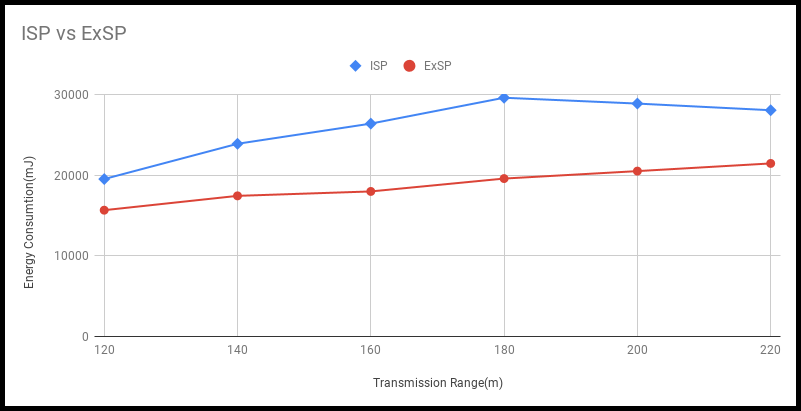 ISP vs ExSP
ISP ExSP
30000
20000
10000
0
Energy Consumtion(mJ)
120 140 160 180 200 220
Transmission Range(m)